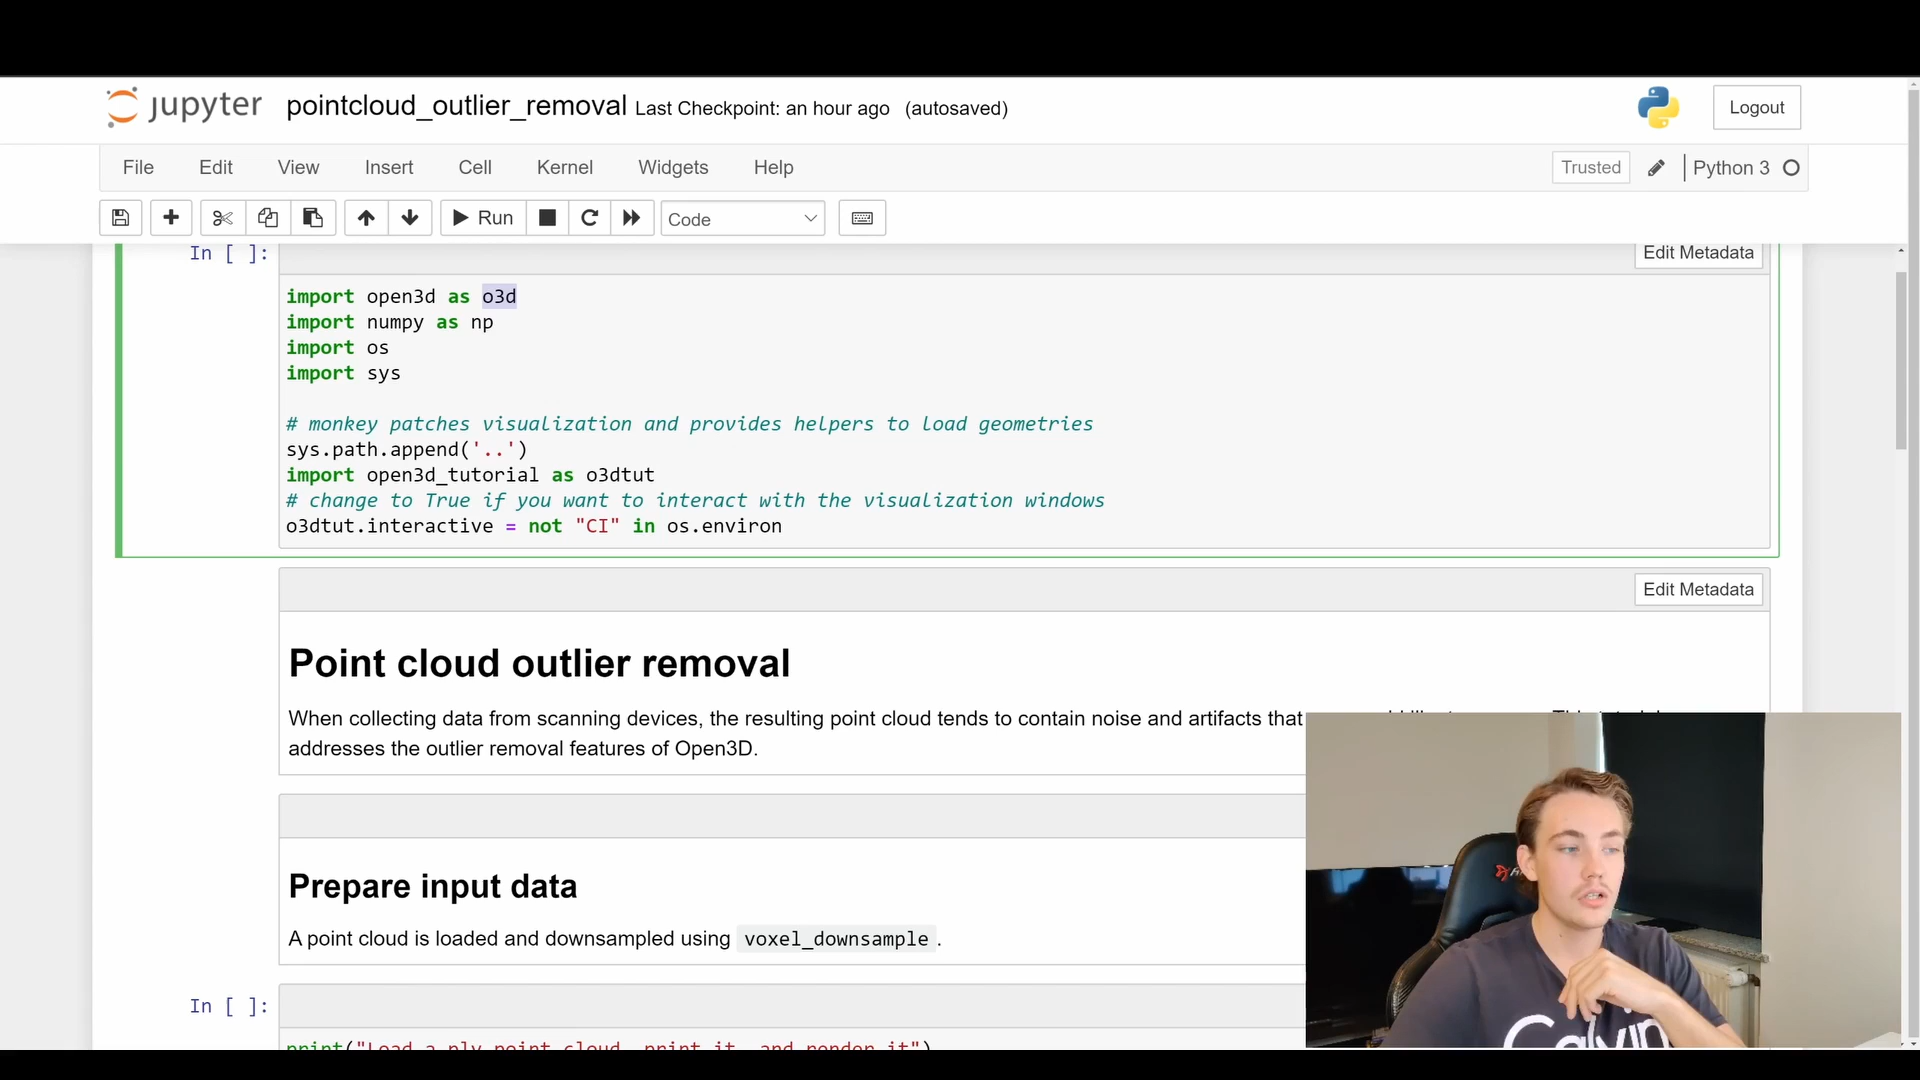 jupyter pointcloud_outlier_removal Last Checkpoint: an hour ago (autosaved)
Logout
File Edit View Insert Cell Kernel Widgets Help
Trusted
Python 3
Run
Code
In [ ]:
Edit Metadata
import open3d as o3d
import numpy as np
import os
import sys
# monkey patches visualization and provides helpers to load geometries
sys.path.append('..')
import open3d_tutorial as o3dtut
# change to True if you want to interact with the visualization windows
o3dtut.interactive = not "CI" in os.environ
Edit Metadata
Point cloud outlier removal
When collecting data from scanning devices, the resulting point cloud tends to contain noise and artifacts that
addresses the outlier removal features of Open3D.
Prepare input data
A point cloud is loaded and downsampled using voxel_downsample .
In [ ]:
print("Load a ply point cloud, print it, and render it")
Calvin